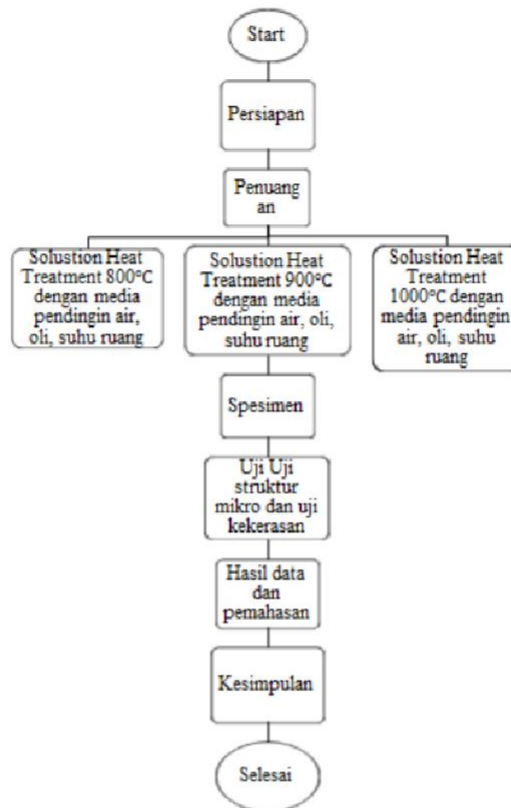 Start
Persiapan
Penuang
an
Solustion Heat
Treatment 800°C
dengan media
pendingin air,
oli, suhu ruang
Solustion Heat
Treatment 900°C
dengan media
pendingin air, oli,
suhu ruang
Solustion Heat
Treatment
1000°C dengan
media pendingin
air, oli, suhu
ruang
Spesimen
Uji Uji
struktur
mikro dan uji
kekerasan
Hasil data
dan
pemahasan
Kesimpulan
Selesai